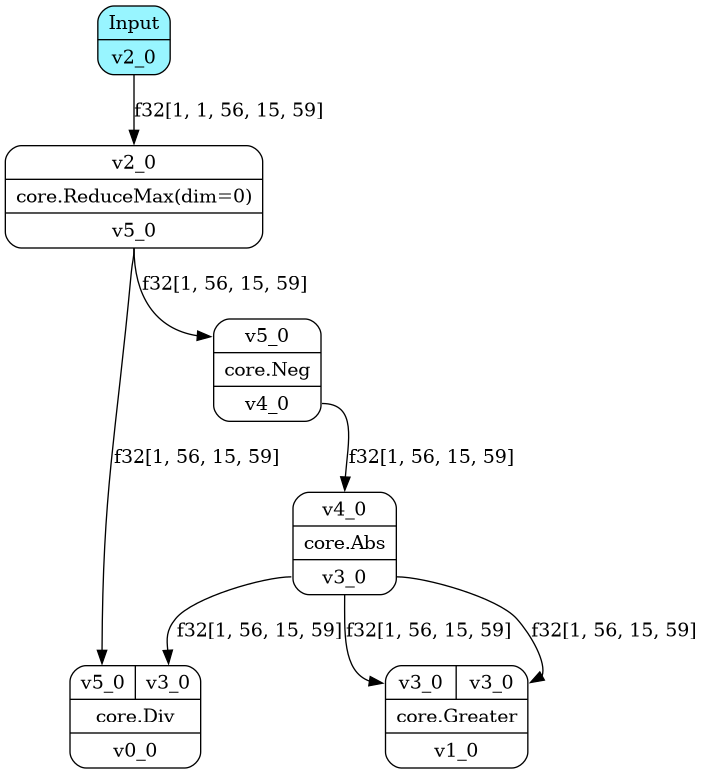 Input
v2_0
f32[1, 1, 56, 15, 59]
v2_0
core.ReduceMax(dim=0)
v5_0
f32[1, 56, 15, 59]
v5_0
core.Neg
v4_0
f32[1, 56, 15, 59]
f32[1, 56, 15, 59]
v4_0
core.Abs
v3_0
f32[1, 56, 15, 59]
f32[1, 56, 15, 59]
f32[1, 56, 15, 59]
v5_0 v3_0
core.Div
v0_0
v3_0 v3_0
core.Greater
v1_0